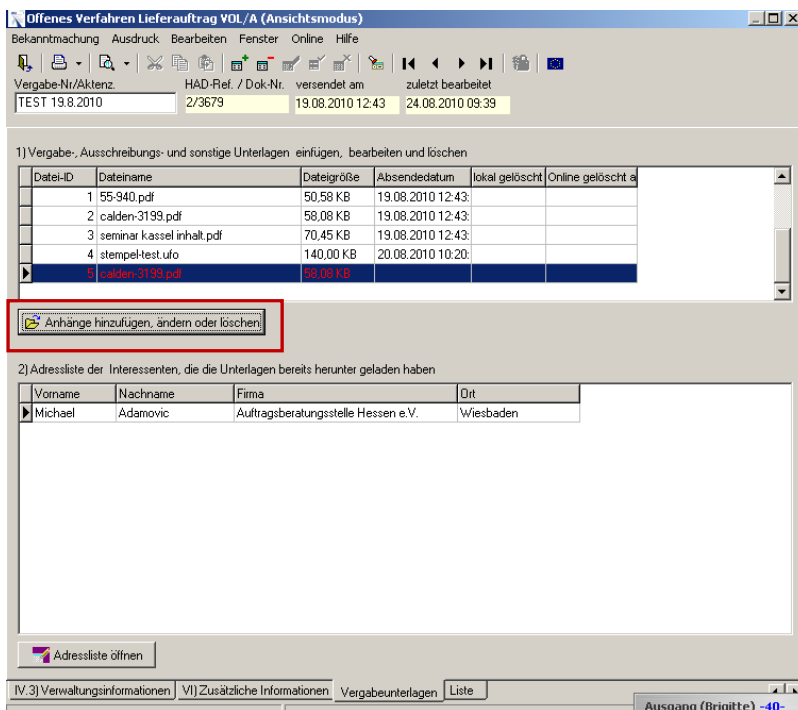 Offenes Verfahren Lieferauftrag VOL/A (Ansichtsmodus)
Bekanntmachung Ausdruck Bearbeiten Fenster Online Hilfe
Vergabe-Nr/Aktenz. HAD-Ref. / Dok-Nr. versendet am zuletzt bearbeitet
TEST 19.8.2010 2/3679 19.08.2010 12:43 24.08.2010 09:39
1) Vergabe-, Ausschreibungs- und sonstige Unterlagen einfügen, bearbeiten und löschen
Datei-ID Dateiname Dateigröße Absendedatum lokal gelöscht Online gelöscht a
1 55-940.pdf 50,58 KB 19.08.2010 12:43:
2 calden-3199.pdf 58,08 KB 19.08.2010 12:43:
3 seminar kassel inhalt.pdf 70,45 KB 19.08.2010 12:43:
4 stempel-test.ufo 140,00 KB 20.08.2010 10:20:
5 calden-3199.pdf 58,08 KB
Anhänge hinzufügen, ändern oder löschen
2) Adressliste der Interessenten, die die Unterlagen bereits herunter geladen haben
Vorname Nachname Firma Ort
Michael Adamovic Auftragsberatungsstelle Hessen e.V. Wiesbaden
Adressliste öffnen
IV.3) Verwaltungsinformationen VI) Zusätzliche Informationen Vergabeunterlagen Liste
Ausgang (Brigitte) -40-